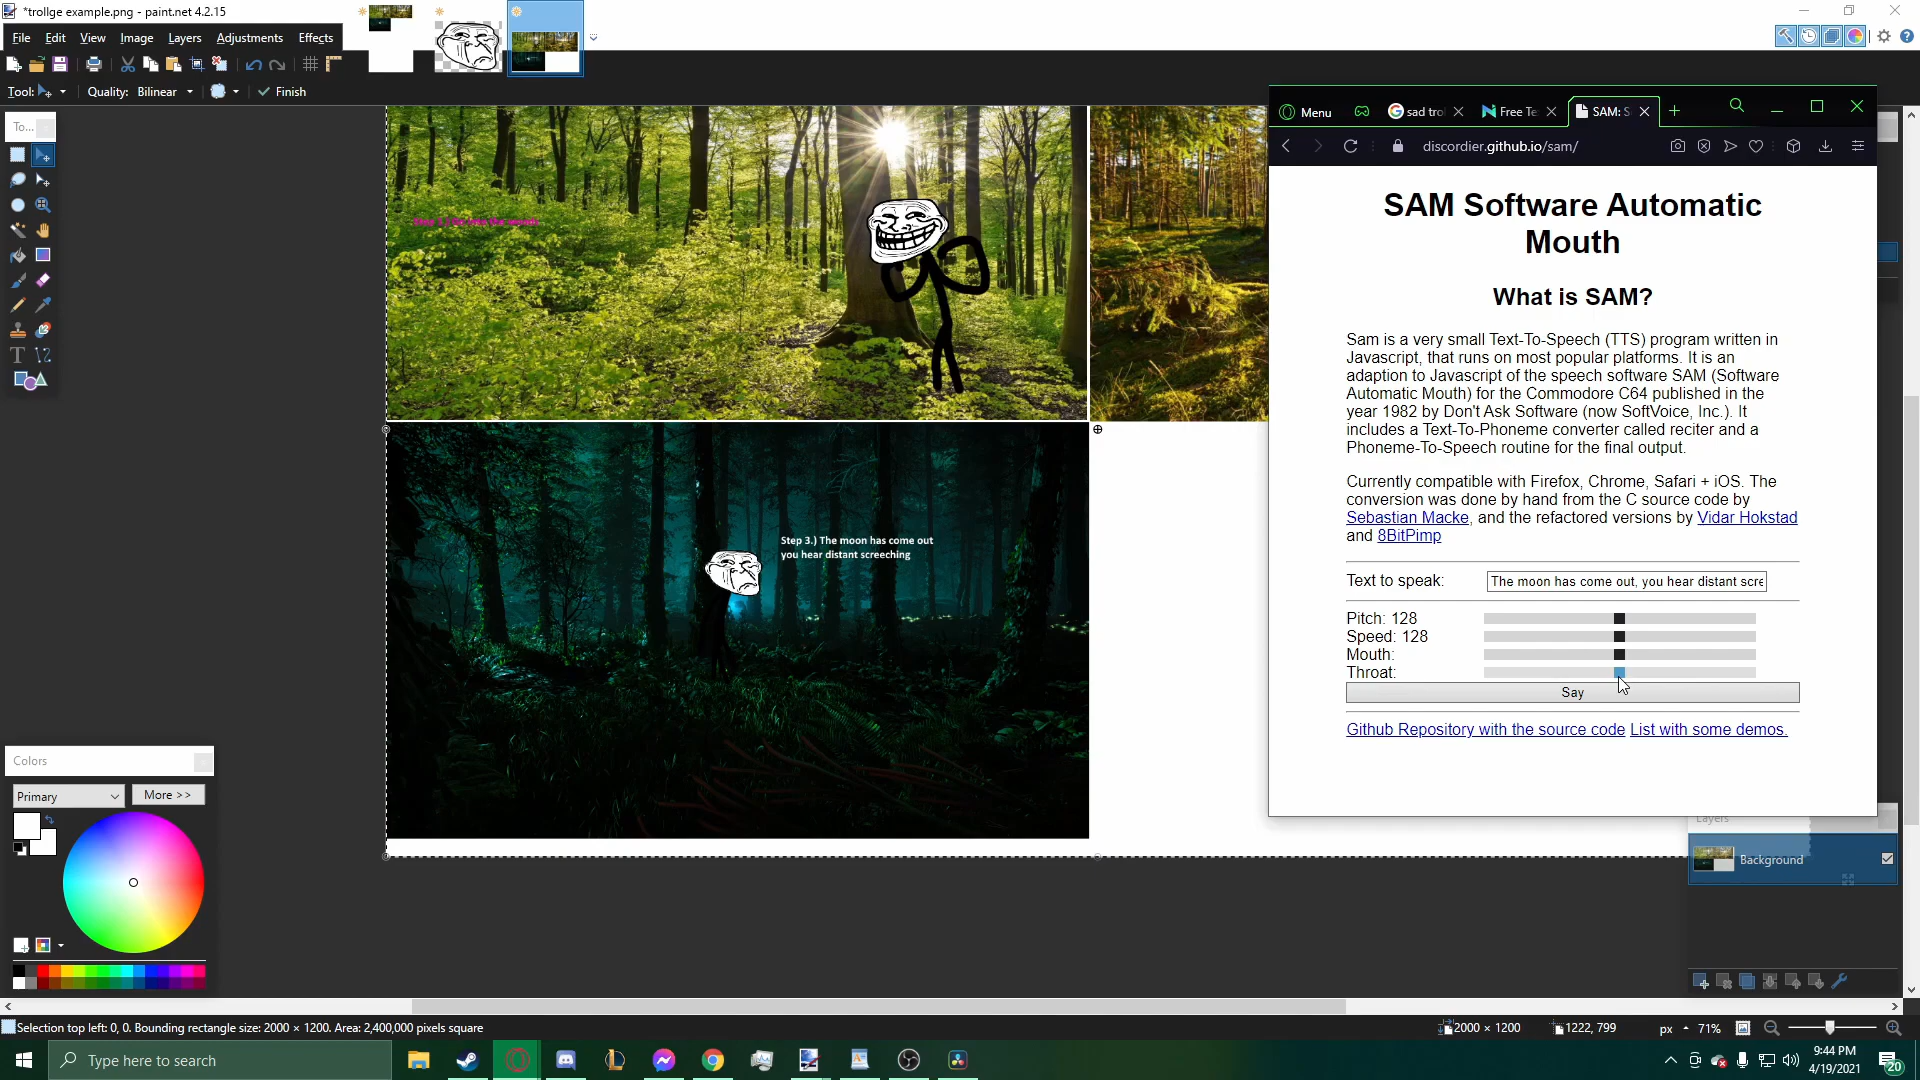 *trollge example.png - paint.net 4.2.15
File Edit View Image Layers Adjustments Effects
Tool: Quality: Bilinear Finish
To...
Menu sad trol Free Te SAM: S
discordier.github.io/sam/
SAM Software Automatic
Mouth
What is SAM?
Sam is a very small Text-To-Speech (TTS) program written in
Javascript, that runs on most popular platforms. It is an
adaption to Javascript of the speech software SAM (Software
Automatic Mouth) for the Commodore C64 published in the
year 1982 by Don't Ask Software (now SoftVoice, Inc.). It
includes a Text-To-Phoneme converter called reciter and a
Phoneme-To-Speech routine for the final output.
Currently compatible with Firefox, Chrome, Safari + iOS. The
conversion was done by hand from the C source code by
Sebastian Macke, and the refactored versions by Vidar Hokstad
and 8BitPimp
Text to speak: The moon has come out, you hear distant scre
Pitch: 128
Speed: 128
Mouth:
Throat:
Say
Github Repository with the source code List with some demos.
Step 3.) The moon has come out
you hear distant screeching
Colors
Primary More >>
Layers
Background
Selection top left: 0, 0. Bounding rectangle size: 2000 × 1200. Area: 2,400,000 pixels square
2000 × 1200 1222, 799 px 71%
Type here to search
9:44 PM
4/19/2021
20